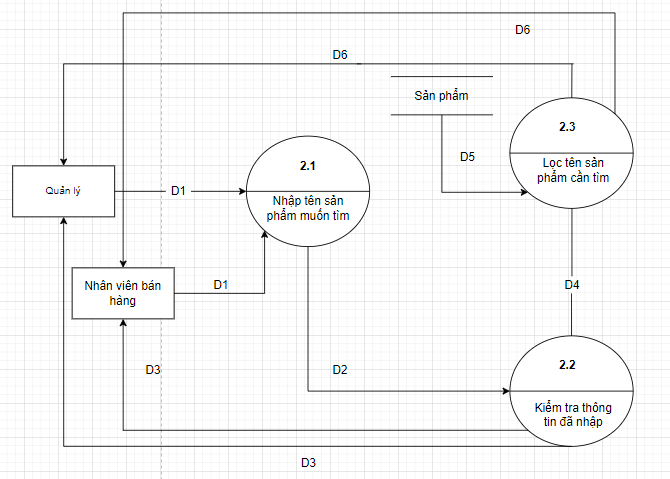 D6
D6
Sản phẩm
2.3
Lọc tên sản
phẩm cần tìm
D5
2.1
Nhập tên sản
phẩm muốn tìm
Quản lý
D1
Nhân viên bán
hàng
D1
D4
D3
D2
2.2
Kiểm tra thông
tin đã nhập
D3